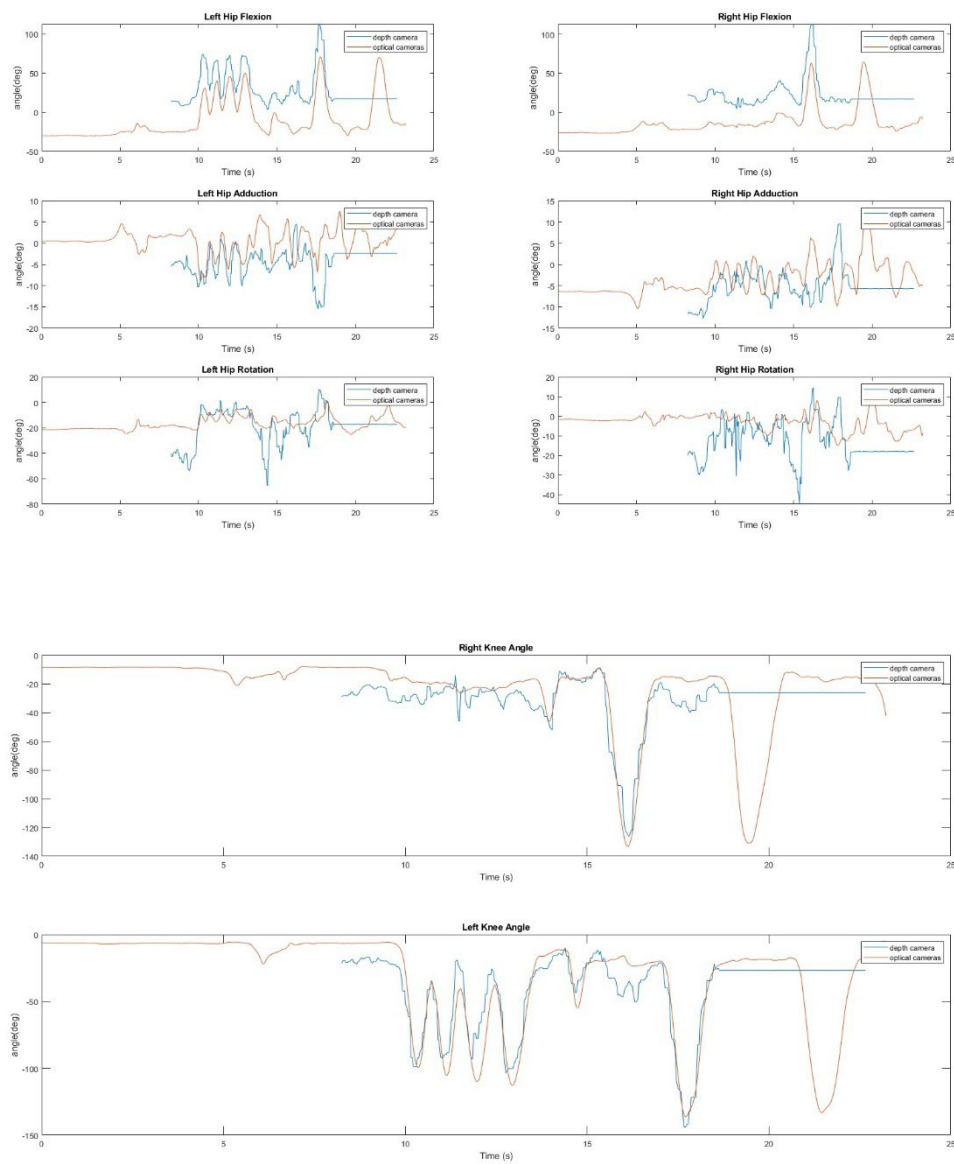 Left Hip Flexion
angle(deg)
100
50
0
-50
0 5 10 15 20 25
Time (s)
depth camera
optical cameras
Right Hip Flexion
angle(deg)
100
50
0
-50
0 5 10 15 20 25
Time (s)
depth camera
optical cameras
Left Hip Adduction
angle(deg)
10
5
0
-5
-10
-15
-20
0 5 10 15 20 25
Time (s)
depth camera
optical cameras
Right Hip Adduction
angle(deg)
15
10
5
0
-5
-10
-15
0 5 10 15 20 25
Time (s)
depth camera
optical cameras
Left Hip Rotation
angle(deg)
20
0
-20
-40
-60
-80
0 5 10 15 20 25
Time (s)
depth camera
optical cameras
Right Hip Rotation
angle(deg)
20
10
0
-10
-20
-30
-40
0 5 10 15 20 25
Time (s)
depth camera
optical cameras
Right Knee Angle
angle(deg)
0
-20
-40
-60
-80
-100
-120
-140
0 5 10 15 20 25
Time (s)
depth camera
optical cameras
Left Knee Angle
angle(deg)
0
-50
-100
-150
0 5 10 15 20 25
Time (s)
depth camera
optical cameras